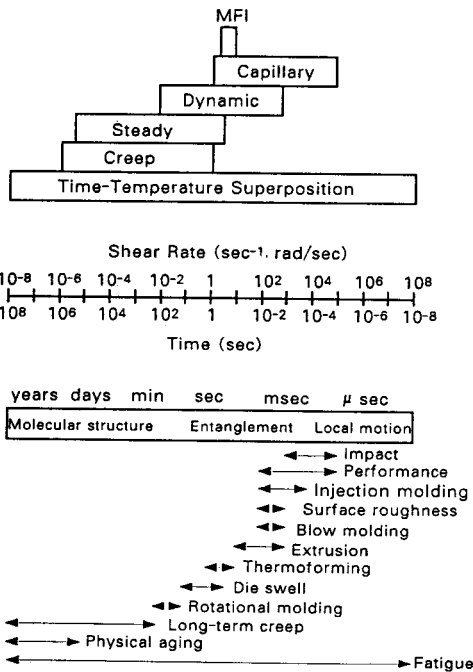 MFI
Capillary
Dynamic
Steady
Creep
Time-Temperature Superposition
Shear Rate (sec⁻¹, rad/sec)
10-8 10-6 10-4 10-2 1 10² 10⁴ 10⁶ 10⁸
10⁸ 10⁶ 10⁴ 10² 1 10-2 10-4 10-6 10-8
Time (sec)
years days min sec msec μ sec
Molecular structure Entanglement Local motion
Impact
Performance
Injection molding
Surface roughness
Blow molding
Extrusion
Thermoforming
Die swell
Rotational molding
Long-term creep
Physical aging
Fatigue